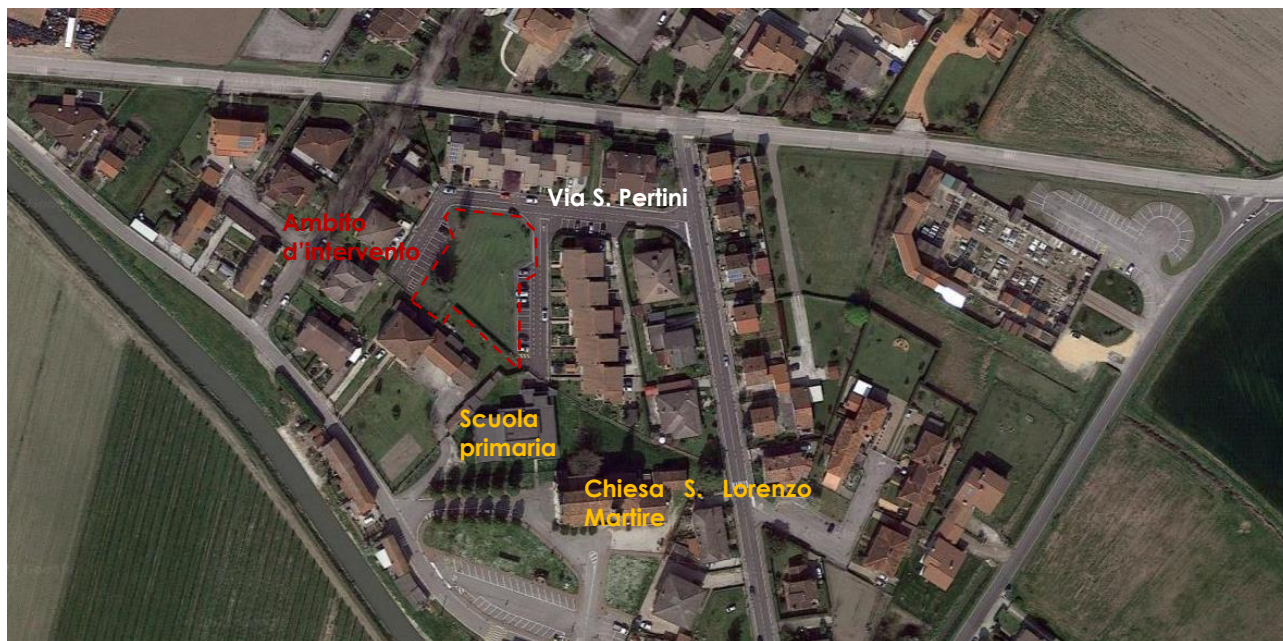 Via S. Pertini
Ambito
d'intervento
Scuola
primaria
Chiesa S. Lorenzo
Martire